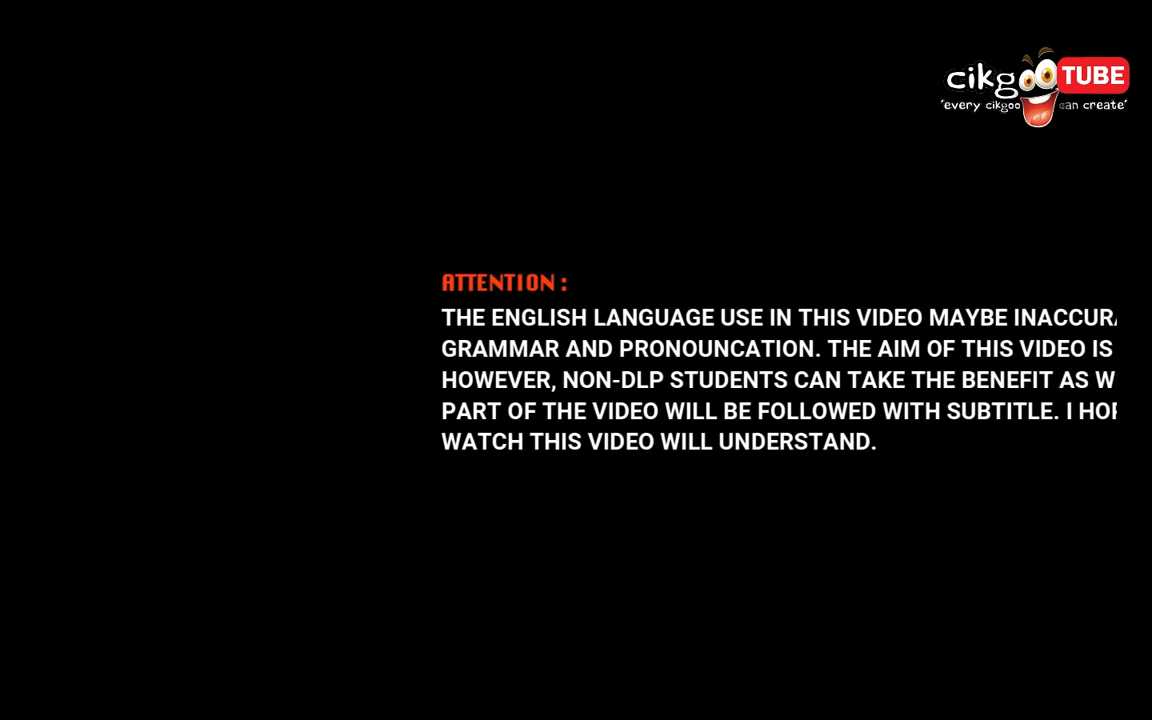 cikgoo TUBE
'every cikgoo can create'
ATTENTION :
THE ENGLISH LANGUAGE USE IN THIS VIDEO MAYBE
GRAMMAR AND PRONOUNCATION. THE AIM OF THIS VIDEO IS
HOWEVER, NON-DLP STUDENTS CAN TAKE THE BENEFIT AS
PART OF THE VIDEO WILL BE FOLLOWED WITH SUBTITLE. I
WATCH THIS VIDEO WILL UNDERSTAND.